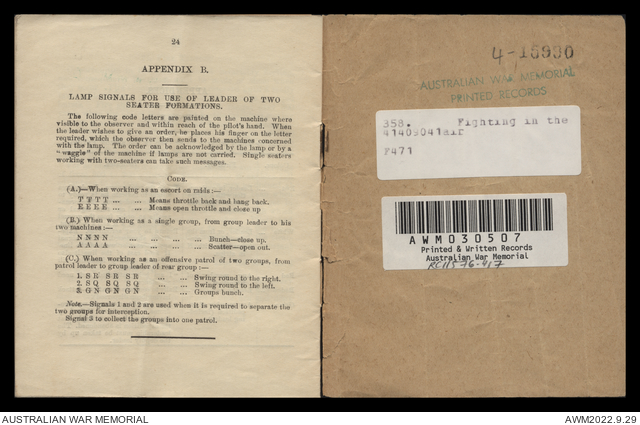 24
APPENDIX B.
LAMP SIGNALS FOR USE OF LEADER OF TWO
SEATER FORMATIONS.
The following code letters are painted on the machine where
visible to the observer and within reach of the pilot's hand. When
the leader wishes to give an order, he places his finger on the letter
required, which the observer then sends to the machines concerned
with the lamp. The order can be acknowledged by the lamp or by a
"waggle" of the machine if lamps are not carried. Single seaters
working with two-seaters can take such messages.
CODE.
(A.)—When working as an escort on raids:—
T T T T ... ... Means throttle back and hang back.
E E E E ... ... Means open throttle and close up
(B.) When working as a single group, from group leader to his
two machines:—
N N N N ... ... ... Bunch—close up.
A A A A ... ... ... Scatter—open out.
(C.) When working as an offensive patrol of two groups, from
patrol leader to group leader of rear group:—
1. SR SR SR ... ... ... Swing round to the right.
2. SQ SQ SQ ... ... ... Swing round to the left.
3. GN GN GN ... ... ... Groups bunch.
Note.—Signals 1 and 2 are used when it is required to separate the
two groups for interception.
Signal 3 to collect the groups into one patrol.
4-15930
AUSTRALIAN WAR MEMORIAL
PRINTED RECORDS
358. Fighting in the
41403041air
F471
AWM030507
Printed & Written Records
Australian War Memorial
RC11576-417
AUSTRALIAN WAR MEMORIAL
AWM2022.9.29